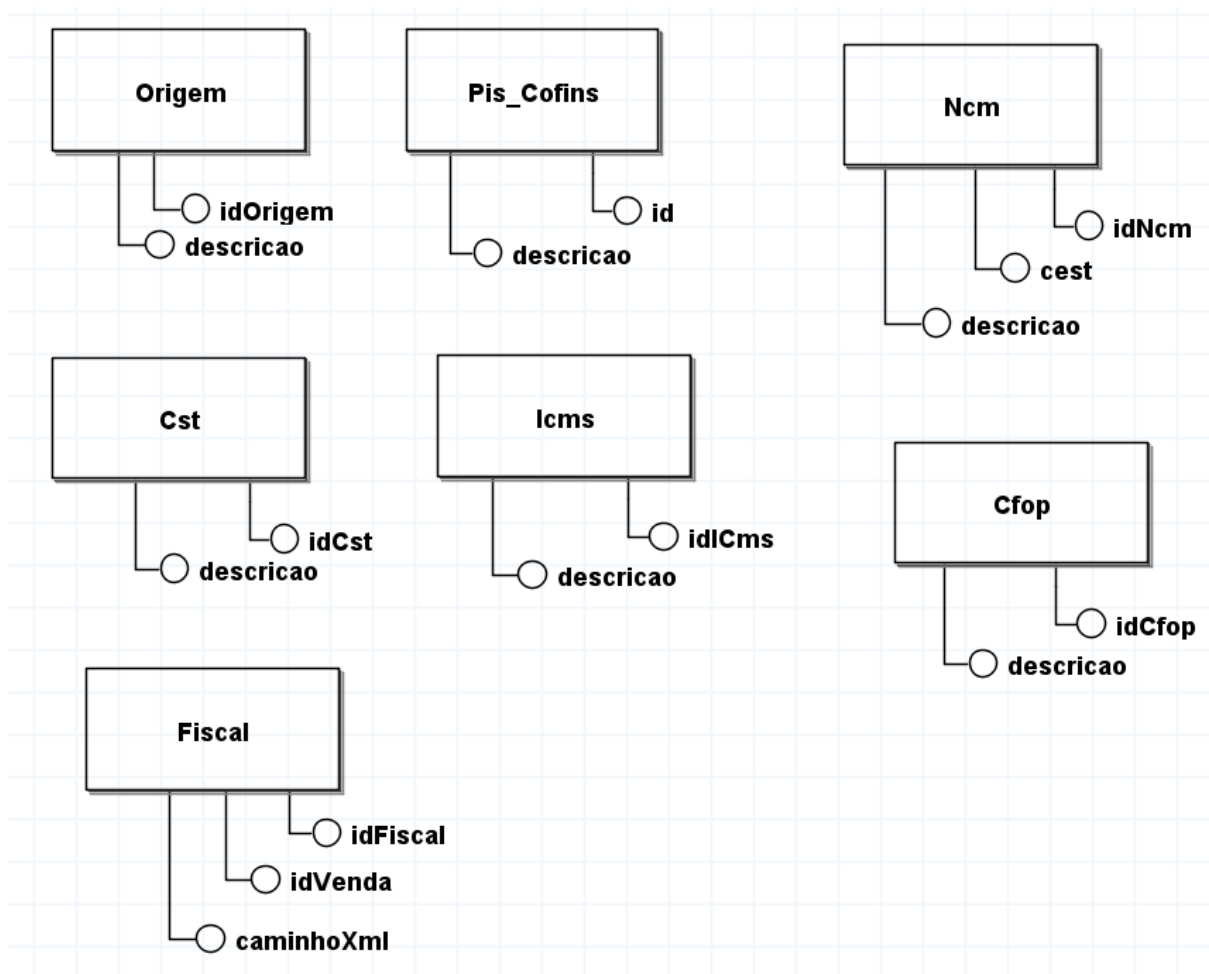 Origem
idOrigem
descricao
Pis_Cofins
id
descricao
Ncm
idNcm
cest
descricao
Cst
idCst
descricao
Icms
idICms
descricao
Cfop
idCfop
descricao
Fiscal
idFiscal
idVenda
caminhoXml